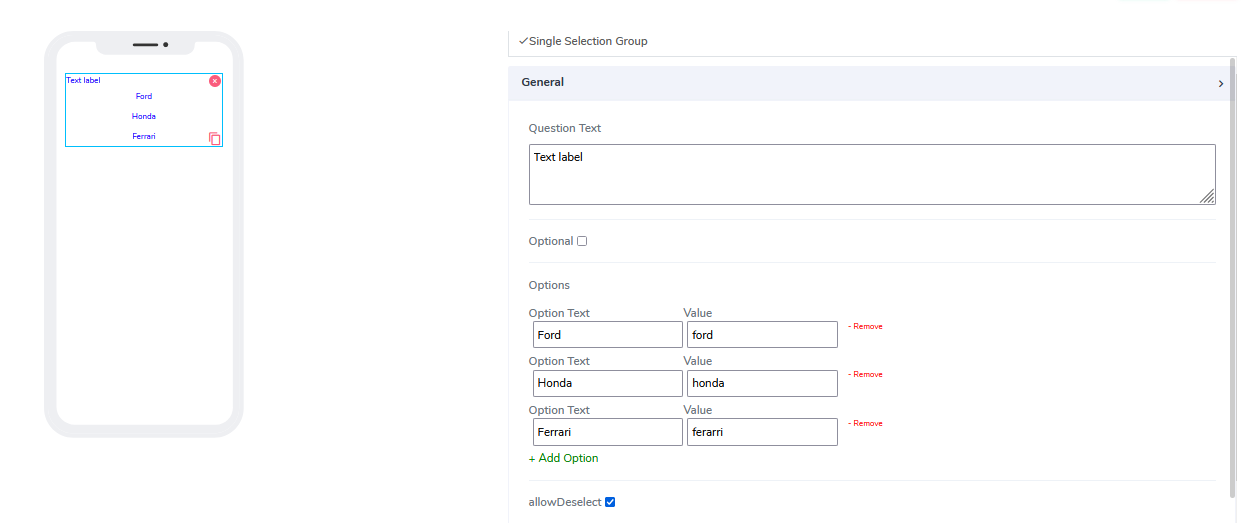 Text label
Ford
Honda
Ferrari
Single Selection Group
General
Question Text
Text label
Optional
Options
Option Text Value
Ford ford - Remove
Option Text Value
Honda honda - Remove
Option Text Value
Ferrari ferarri - Remove
+ Add Option
allowDeselect